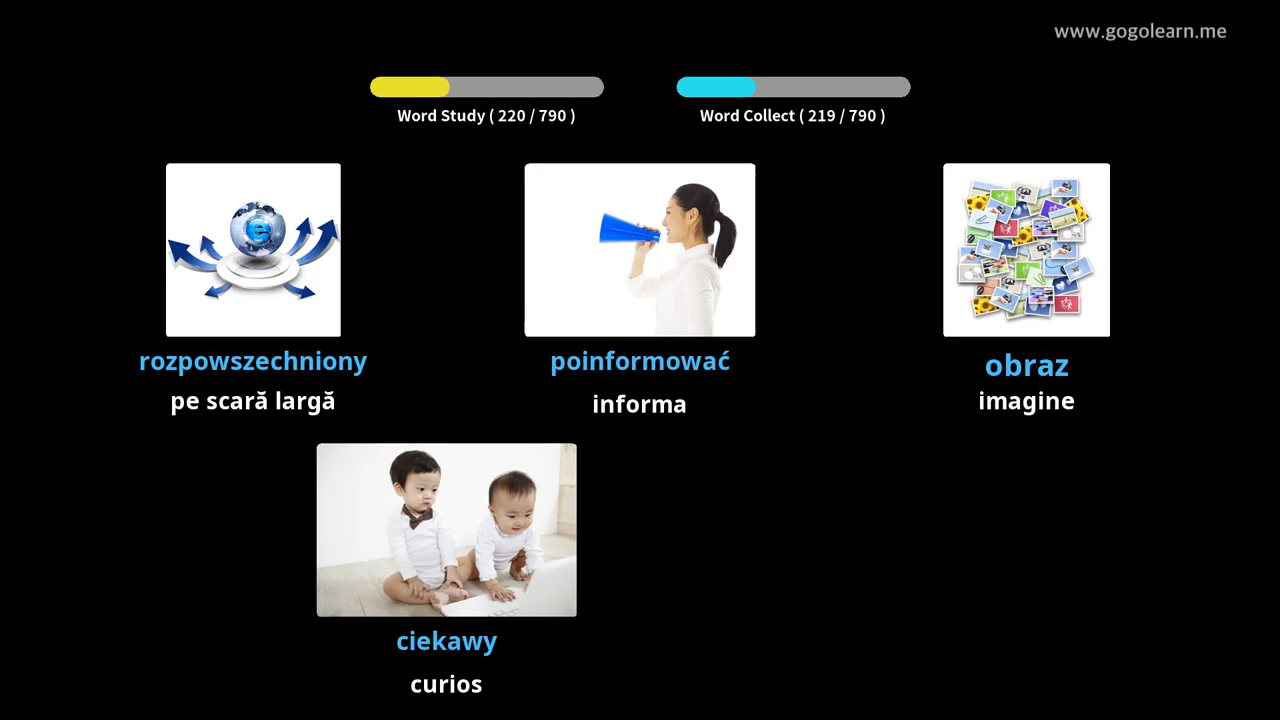 www.gogolearn.me
Word Study ( 220 / 790 )
Word Collect ( 219 / 790 )
rozpowszechniony
pe scară largă
poinformować
informa
obraz
imagine
ciekawy
curios